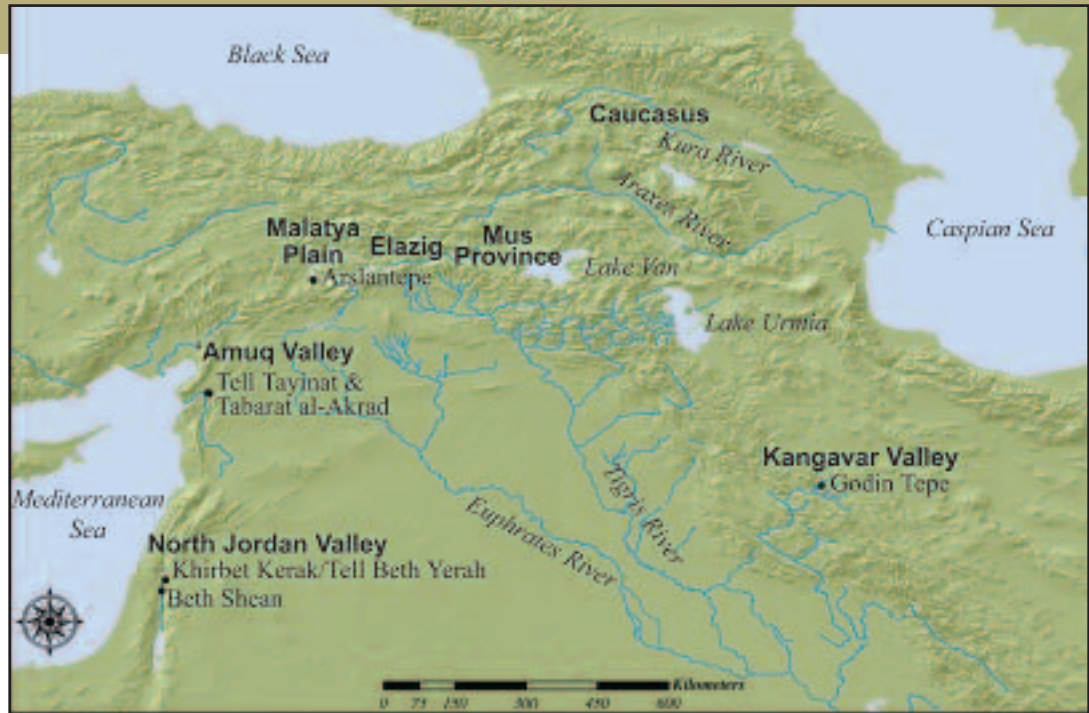 Black Sea
Caucasus
Kura River
Araxes River
Caspian Sea
Malatya
Plain
Elazig
Mus
Province
Arslantepe
Lake Van
Lake Urmia
Amuq Valley
Tell Tayinat &
Tabarat al-Akrad
Kangavar Valley
Godin Tepe
Tigris River
Mediterranean
Sea
Euphrates River
North Jordan Valley
Khirbet Kerak/Tell Beth Yerah
Beth Shean
Kilometers
0 75 150 300 450 600